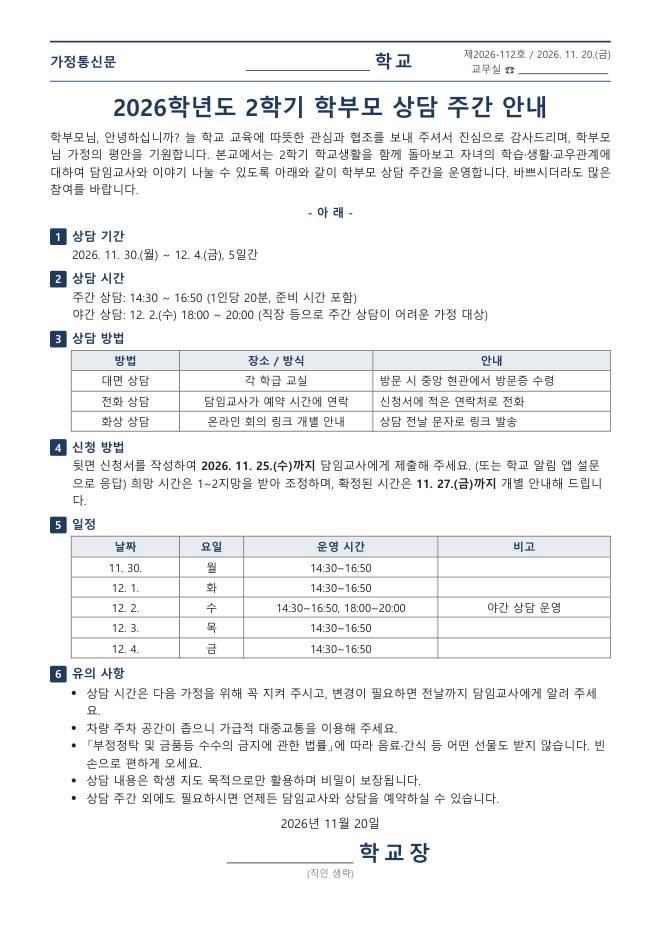 가정통신문
학교
제2026-112호 / 2026. 11. 20.(금)
교무실 ☎
2026학년도 2학기 학부모 상담 주간 안내
학부모님, 안녕하십니까? 늘 학교 교육에 따뜻한 관심과 협조를 보내 주셔서 진심으로 감사드리며, 학부모
님 가정의 평안을 기원합니다. 본교에서는 2학기 학교생활을 함께 돌아보고 자녀의 학습·생활·교우관계에
대하여 담임교사와 이야기 나눌 수 있도록 아래와 같이 학부모 상담 주간을 운영합니다. 바쁘시더라도 많은
참여를 바랍니다.
- 아 래 -
1 상담 기간
2026. 11. 30.(월) ~ 12. 4.(금), 5일간
2 상담 시간
주간 상담: 14:30 ~ 16:50 (1인당 20분, 준비 시간 포함)
야간 상담: 12. 2.(수) 18:00 ~ 20:00 (직장 등으로 주간 상담이 어려운 가정 대상)
3 상담 방법
방법 장소 / 방식 안내
대면 상담 각 학급 교실 방문 시 중앙 현관에서 방문증 수령
전화 상담 담임교사가 예약 시간에 연락 신청서에 적은 연락처로 전화
화상 상담 온라인 회의 링크 개별 안내 상담 전날 문자로 링크 발송
4 신청 방법
뒷면 신청서를 작성하여 2026. 11. 25.(수)까지 담임교사에게 제출해 주세요. (또는 학교 알림 앱 설문
으로 응답) 희망 시간은 1~2지망을 받아 조정하며, 확정된 시간은 11. 27.(금)까지 개별 안내해 드립니
다.
5 일정
날짜 요일 운영 시간 비고
11. 30. 월 14:30~16:50
12. 1. 화 14:30~16:50
12. 2. 수 14:30~16:50, 18:00~20:00 야간 상담 운영
12. 3. 목 14:30~16:50
12. 4. 금 14:30~16:50
6 유의 사항
• 상담 시간은 다음 가정을 위해 꼭 지켜 주시고, 변경이 필요하면 전날까지 담임교사에게 알려 주세
요.
• 차량 주차 공간이 좁으니 가급적 대중교통을 이용해 주세요.
• 「부정청탁 및 금품등 수수의 금지에 관한 법률」에 따라 음료·간식 등 어떤 선물도 받지 않습니다. 빈
손으로 편하게 오세요.
• 상담 내용은 학생 지도 목적으로만 활용하며 비밀이 보장됩니다.
• 상담 주간 외에도 필요하시면 언제든 담임교사와 상담을 예약하실 수 있습니다.
2026년 11월 20일
학교장
(직인 생략)